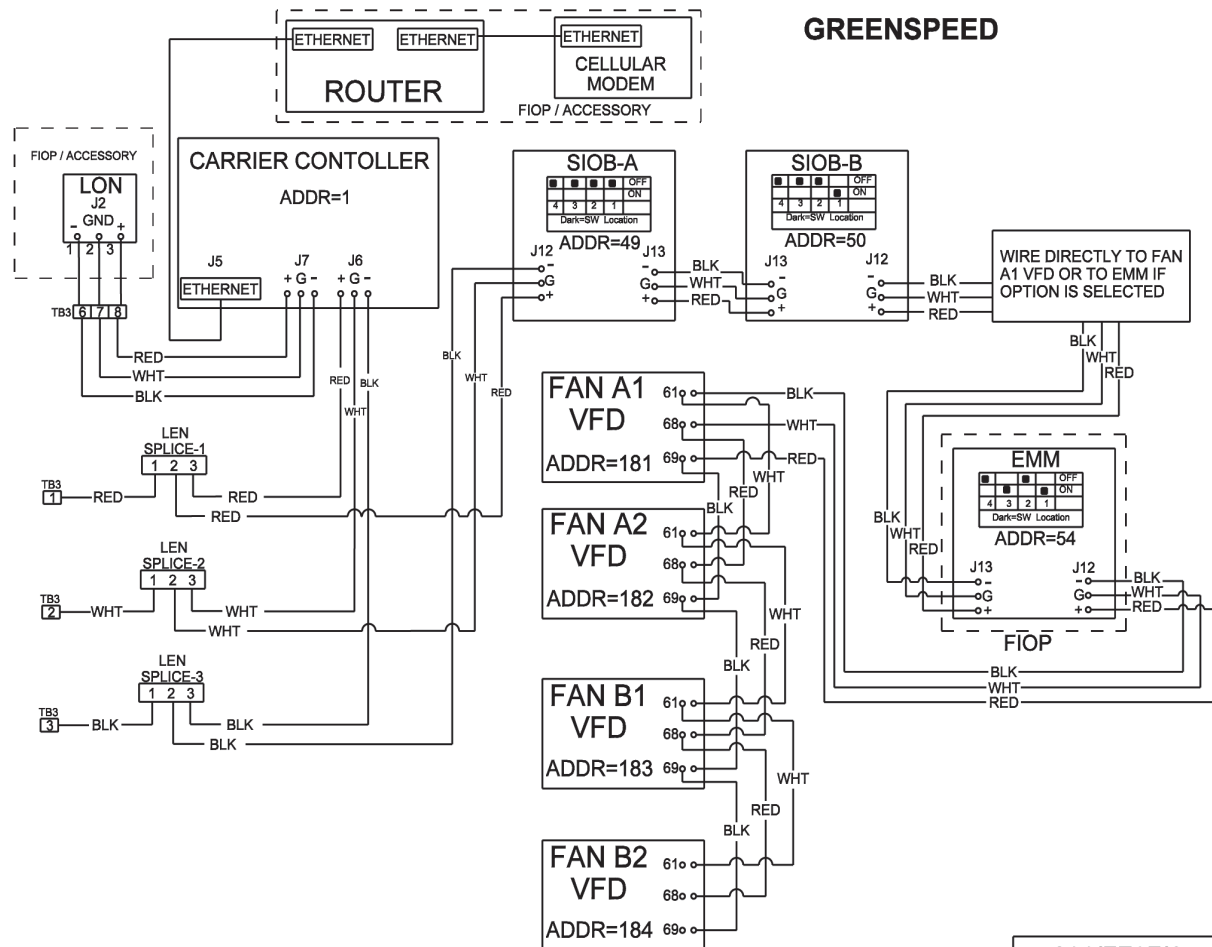 GREENSPEED
ETHERNET
ETHERNET
ETHERNET
ROUTER
CELLULAR
MODEM
FIOP / ACCESSORY
FIOP / ACCESSORY
LON
J2
GND
- +
1 2 3
TB3 6 7 8
CARRIER CONTOLLER
ADDR=1
J5 J7 J6
ETHERNET
+ G - + G -
RED
WHT
BLK
RED
WHT
BLK
SIOB-A
OFF
ON
4 3 2 1
Dark=SW Location
ADDR=49
J12 J13
- -
G G
+ +
BLK
WHT
RED
SIOB-B
OFF
ON
4 3 2 1
Dark=SW Location
ADDR=50
J13 J12
- -
G G
+ +
BLK
WHT
RED
WIRE DIRECTLY TO FAN
A1 VFD OR TO EMM IF
OPTION IS SELECTED
BLK
WHT
RED
BLK
WHT
RED
LEN
SPLICE-1
1 2 3
TB3
1
RED
RED
RED
LEN
SPLICE-2
1 2 3
TB3
2
WHT
WHT
WHT
LEN
SPLICE-3
1 2 3
TB3
3
BLK
BLK
BLK
FAN A1
VFD
ADDR=181
61
68
69
BLK
WHT
RED
WHT
RED
BLK
FAN A2
VFD
ADDR=182
61
68
69
WHT
RED
BLK
FAN B1
VFD
ADDR=183
61
68
69
WHT
RED
BLK
FAN B2
VFD
ADDR=184
61
68
69
EMM
OFF
ON
4 3 2 1
Dark=SW Location
ADDR=54
J13 J12
- -
G G
+ +
BLK
WHT
RED
BLK
WHT
RED
FIOP
BLK
WHT
RED